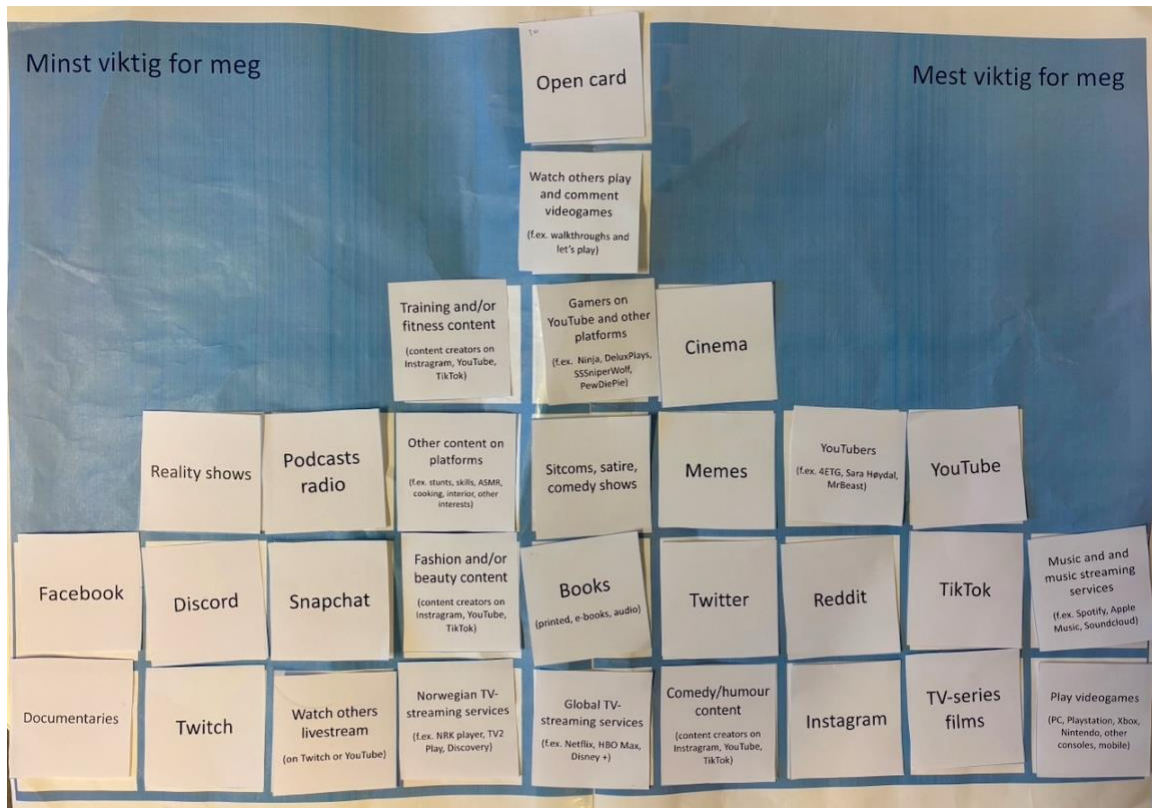 Minst viktig for meg
Mest viktig for meg
Open card
Watch others play
and comment
videogames
(f.ex. walkthroughs and
let's play)
Training and/or
fitness content
(content creators on
Instragram, YouTube,
TikTok)
Gamers on
YouTube and other
platforms
(f.ex. Ninja, DeluxPlays,
SSSniperWolf,
PewDiePie)
Cinema
Reality shows
Podcasts
radio
Other content on
platforms
(f.ex. stunts, skills, ASMR,
cooking, interior, other
interests)
Sitcoms, satire,
comedy shows
Memes
YouTubers
(f.ex. 4ETG, Sara Høydal,
MrBeast)
YouTube
Facebook
Discord
Snapchat
Fashion and/or
beauty content
(content creators on
Instragram, YouTube,
TikTok)
Books
(printed, e-books, audio)
Twitter
Reddit
TikTok
Music and and
music streaming
services
(f.ex. Spotify, Apple
Music, Soundcloud)
Documentaries
Twitch
Watch others
livestream
(on Twitch or YouTube)
Norwegian TV-
streaming services
(f.ex. NRK player, TV2
Play, Discovery)
Global TV-
streaming services
(f.ex. Netflix, HBO Max,
Disney +)
Comedy/humour
content
(content creators on
Instragram, YouTube,
TikTok)
Instagram
TV-series
films
Play videogames
(PC, Playstation, Xbox,
Nintendo, other
consoles, mobile)